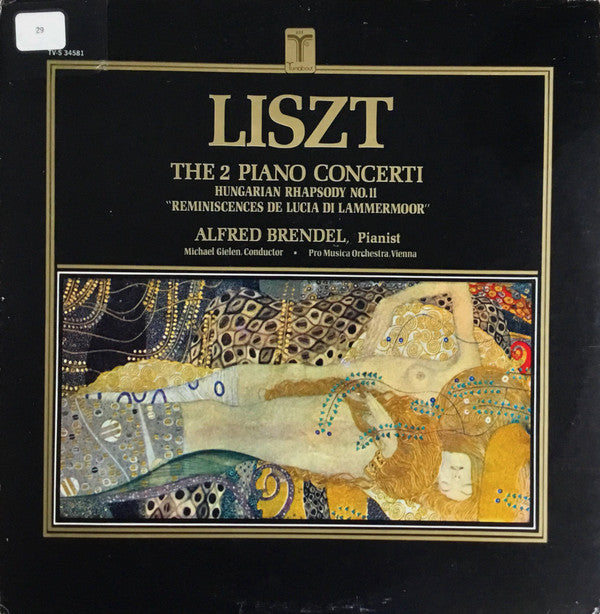 29
TV-S 34581
Turnabout
LISZT
THE 2 PIANO CONCERTI
HUNGARIAN RHAPSODY NO.11
"REMINISCENCES DE LUCIA DI LAMMERMOOR"
ALFRED BRENDEL, Pianist
Michael Gielen, Conductor • Pro Musica Orchestra, Vienna